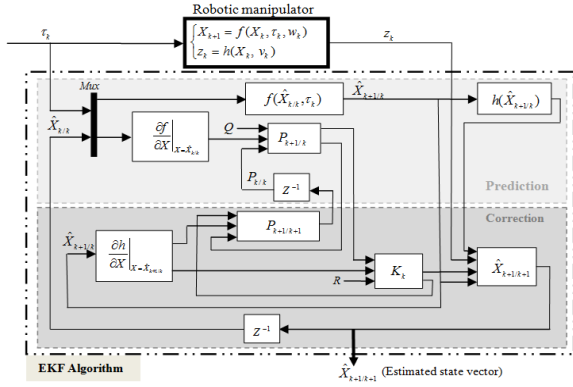 Robotic manipulator
τ_k
X_{k+1} = f(X_k, τ_k, w_k)
z_k = h(X_k, v_k)
z_k
Mux
f(X̂_{k/k}, τ_k)
X̂_{k+1/k}
h(X̂_{k+1/k})
X̂_{k/k}
∂f/∂X |_{X=X̂_{k/k}}
Q
P_{k+1/k}
P_{k/k}
Z⁻¹
Prediction
Correction
X̂_{k+1/k}
∂h/∂X
P_{k+1/k+1}
R
K_k
X̂_{k+1/k+1}
Z⁻¹
EKF Algorithm
X̂_{k+1/k+1} (Estimated state vector)